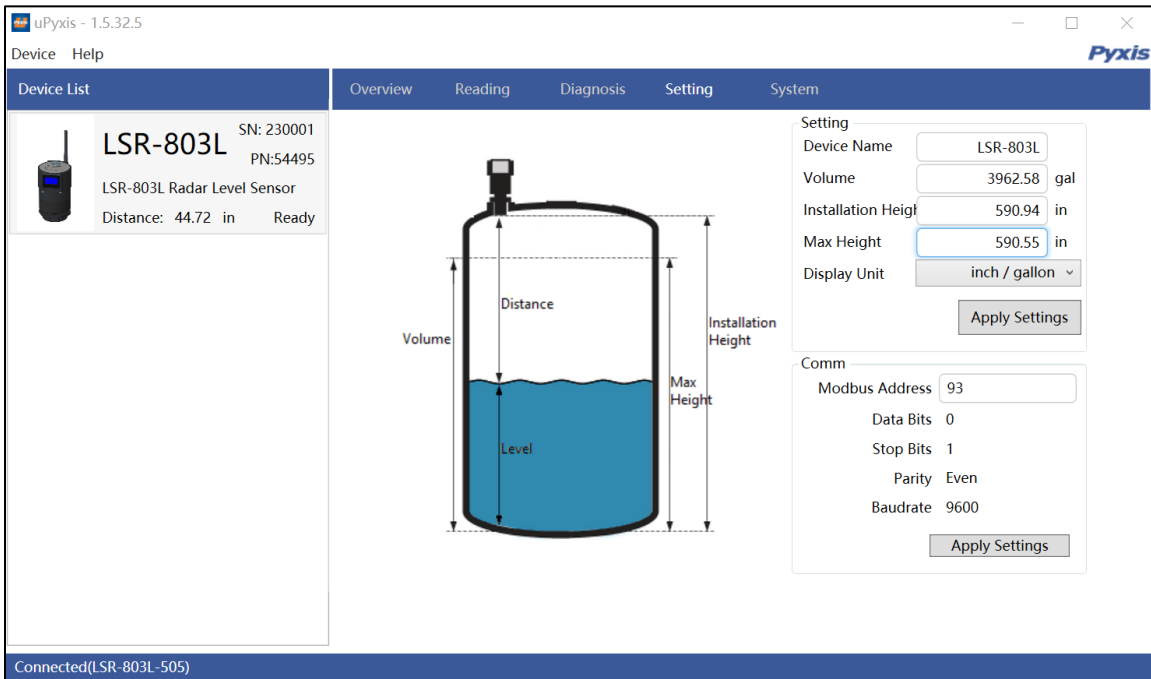 uPyxis - 1.5.32.5
Device Help
Pyxis
Device List
Overview Reading Diagnosis Setting System
LSR-803L
SN: 230001
PN:54495
LSR-803L Radar Level Sensor
Distance: 44.72 in Ready
Distance
Volume
Installation
Height
Max
Height
Level
Setting
Device Name LSR-803L
Volume 3962.58 gal
Installation Heigh 590.94 in
Max Height 590.55 in
Display Unit inch / gallon
Apply Settings
Comm
Modbus Address 93
Data Bits 0
Stop Bits 1
Parity Even
Baudrate 9600
Apply Settings
Connected(LSR-803L-505)